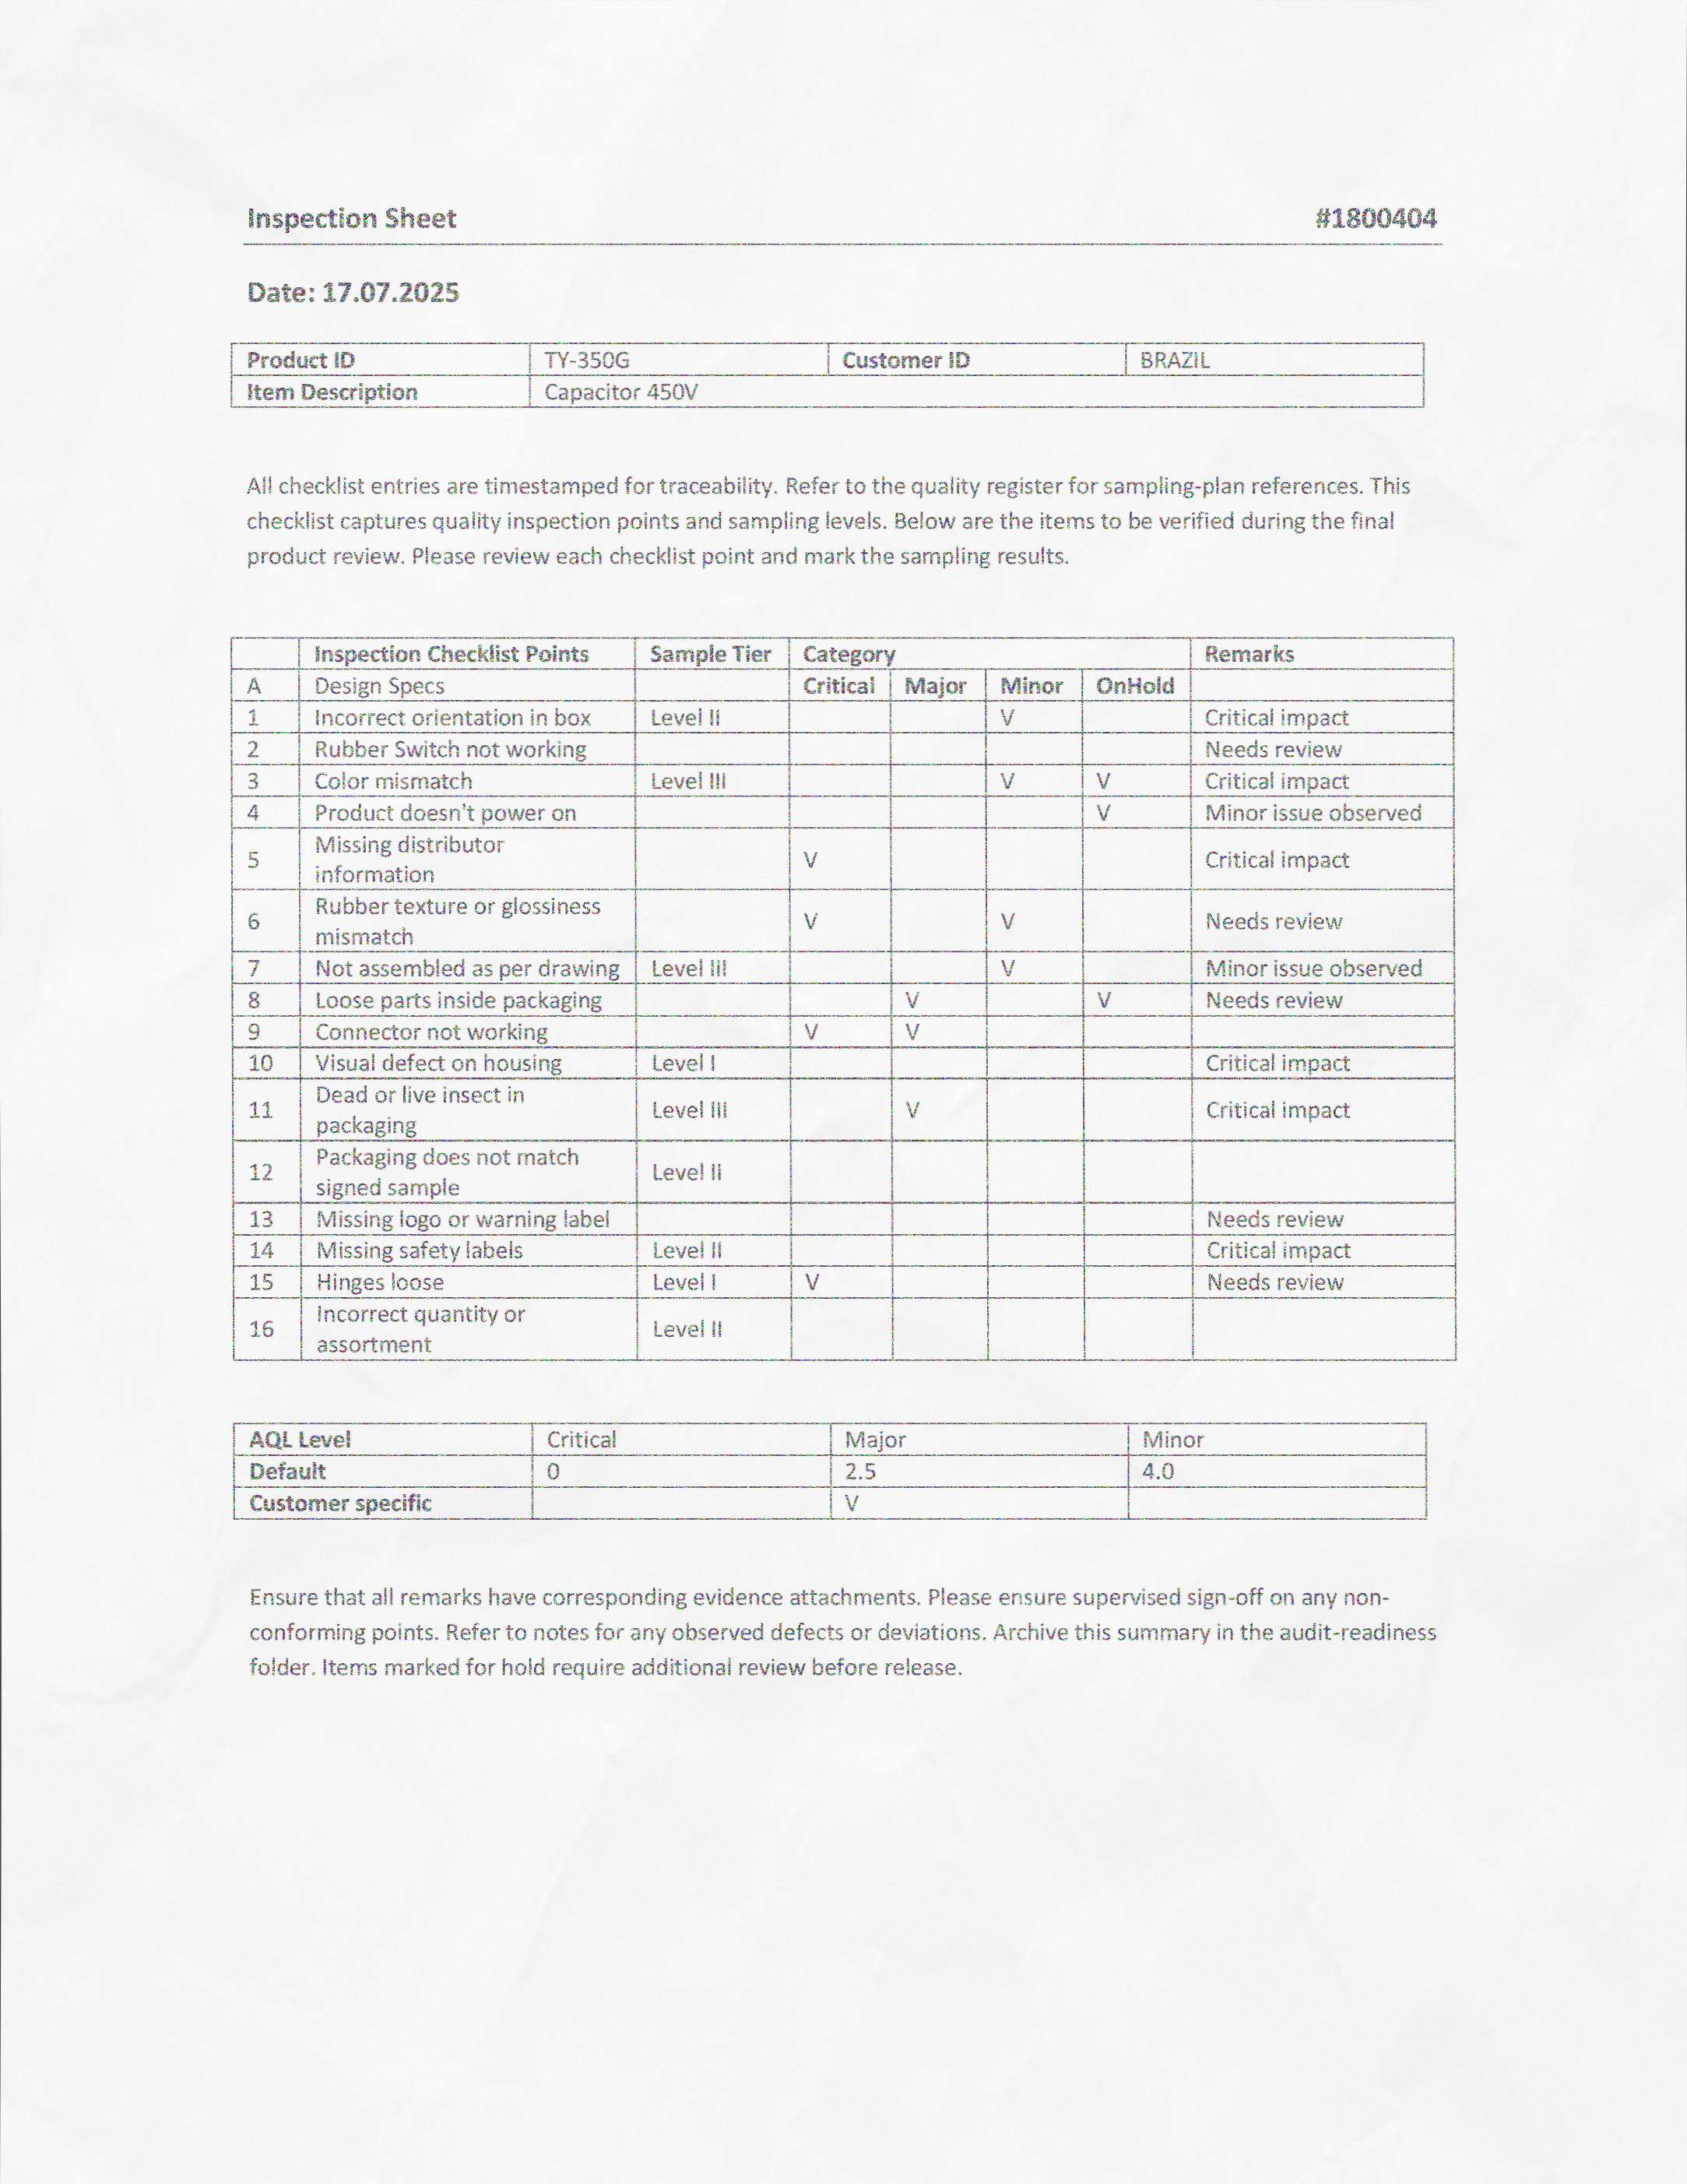 Inspection Sheet #1800404
Date: 17.07.2025
Product ID TY-350G Customer ID BRAZIL
Item Description Capacitor 450V
All checklist entries are timestamped for traceability. Refer to the quality register for sampling-plan references. This
checklist captures quality inspection points and sampling levels. Below are the items to be verified during the final
product review. Please review each checklist point and mark the sampling results.
Inspection Checklist Points Sample Tier Category Remarks
A Design Specs Critical Major Minor OnHold
1 Incorrect orientation in box Level II V Critical impact
2 Rubber Switch not working Needs review
3 Color mismatch Level III V V Critical impact
4 Product doesn't power on V Minor issue observed
5 Missing distributor
information V Critical impact
6 Rubber texture or glossiness
mismatch V V Needs review
7 Not assembled as per drawing Level III V Minor issue observed
8 Loose parts inside packaging V V Needs review
9 Connector not working V V
10 Visual defect on housing Level I Critical impact
11 Dead or live insect in
packaging Level III V Critical impact
12 Packaging does not match
signed sample Level II
13 Missing logo or warning label Needs review
14 Missing safety labels Level II Critical impact
15 Hinges loose Level I V Needs review
16 Incorrect quantity or
assortment Level II
AQL Level Critical Major Minor
Default 0 2.5 4.0
Customer specific V
Ensure that all remarks have corresponding evidence attachments. Please ensure supervised sign-off on any non-
conforming points. Refer to notes for any observed defects or deviations. Archive this summary in the audit-readiness
folder. Items marked for hold require additional review before release.